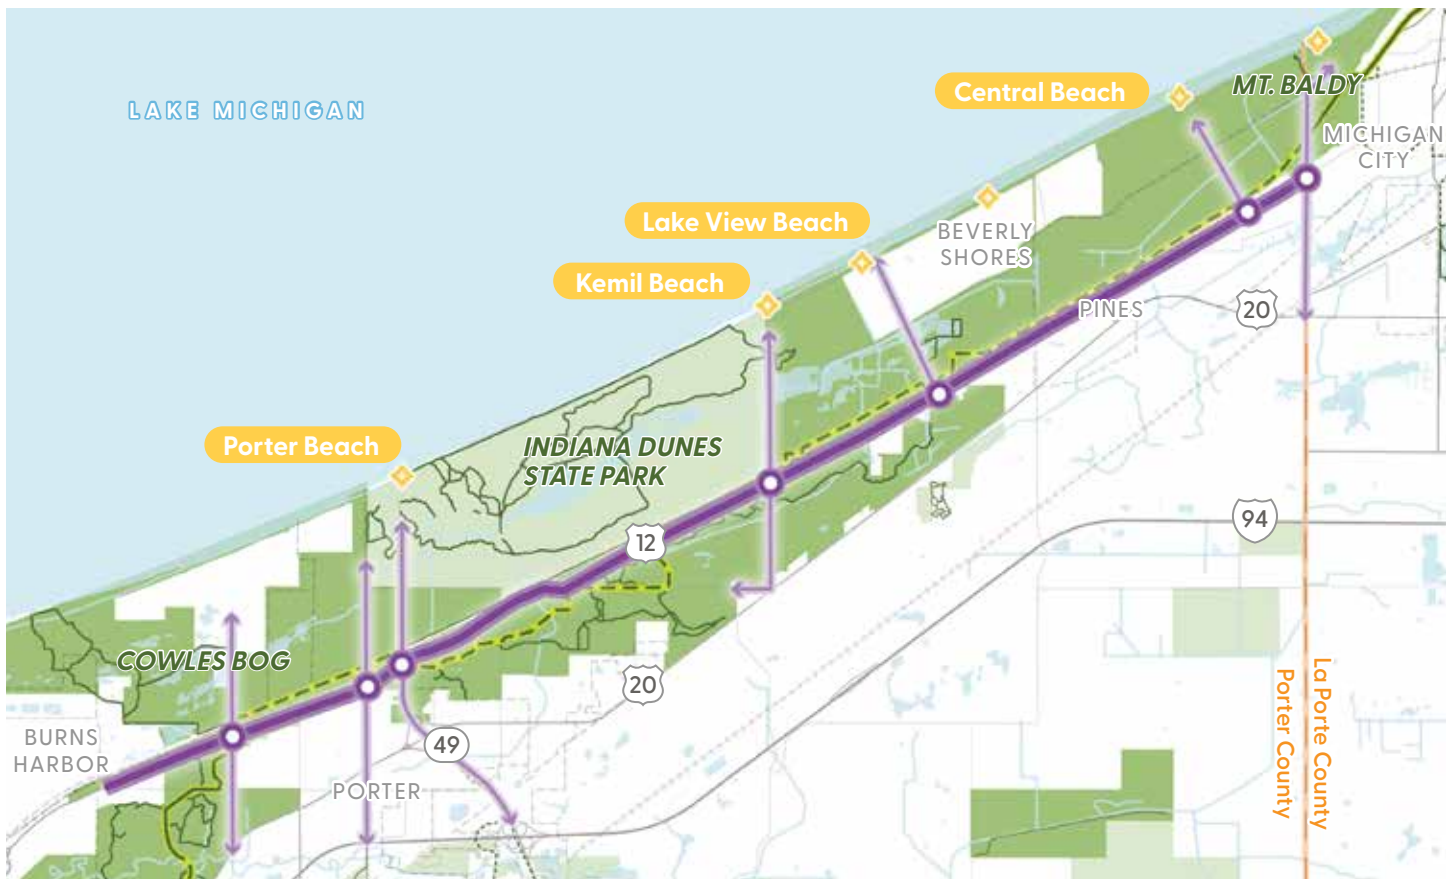 LAKE MICHIGAN
Central Beach
MT. BALDY
MICHIGAN
CITY
Lake View Beach
BEVERLY
SHORES
Kemil Beach
PINES
20
Porter Beach
INDIANA DUNES
STATE PARK
12
94
COWLES BOG
20
La Porte County
Porter County
BURNS
HARBOR
49
PORTER